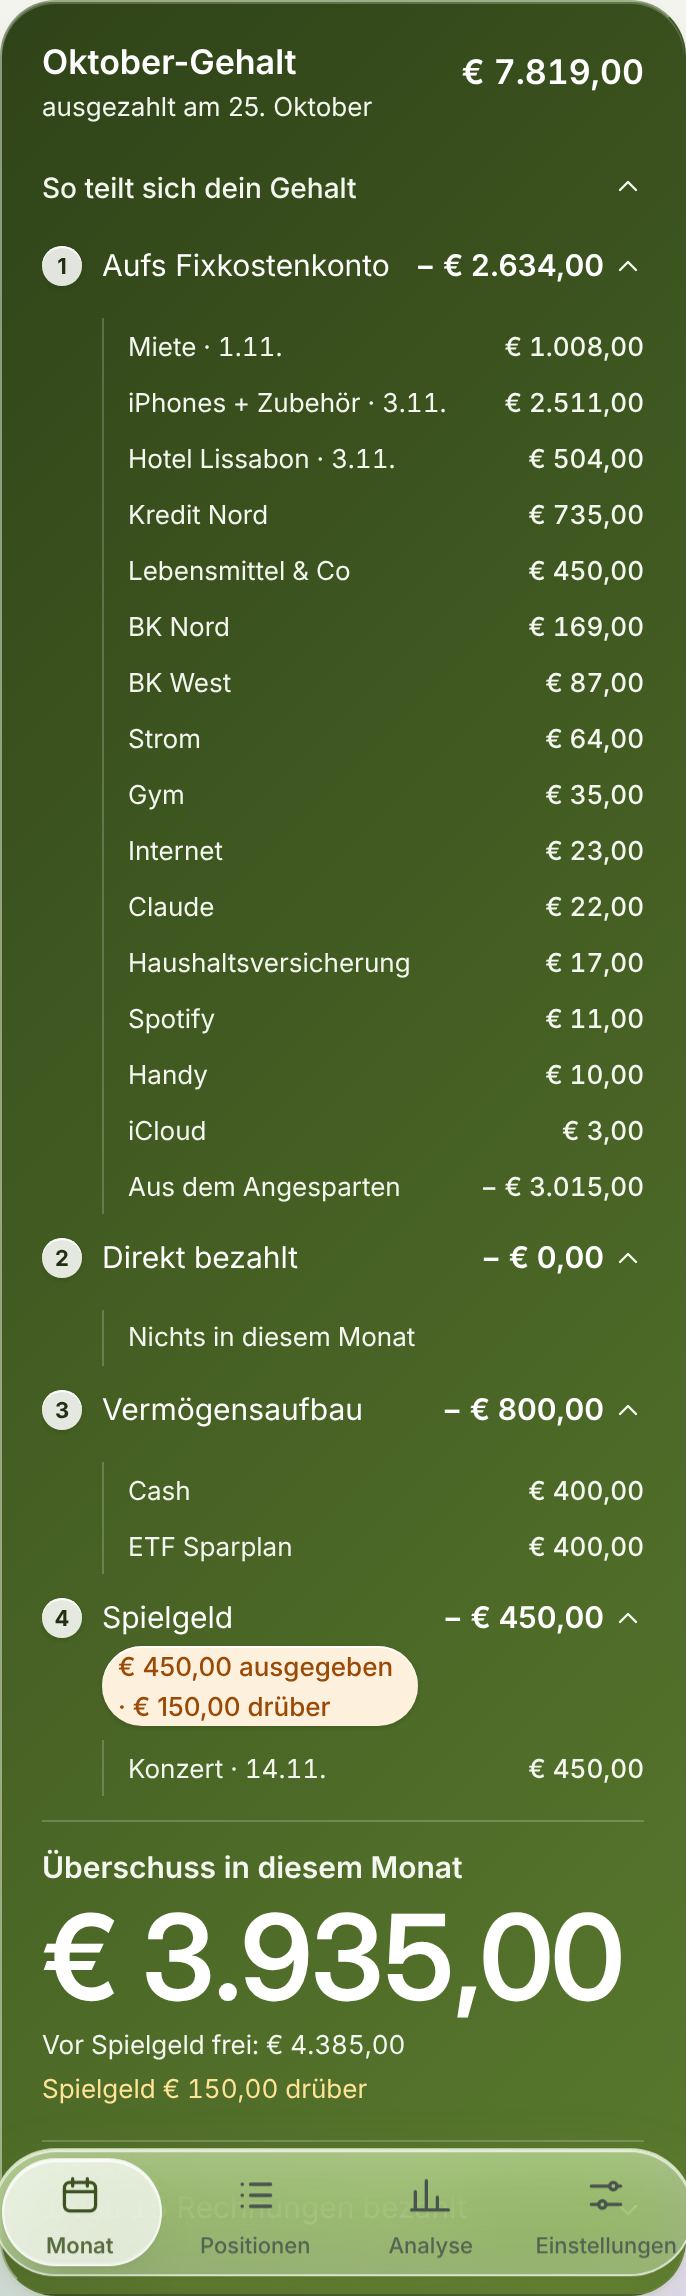 Oktober-Gehalt
€ 7.819,00
ausgezahlt am 25. Oktober
So teilt sich dein Gehalt
1 Aufs Fixkostenkonto – € 2.634,00
Miete · 1.11. € 1.008,00
iPhones + Zubehör · 3.11. € 2.511,00
Hotel Lissabon · 3.11. € 504,00
Kredit Nord € 735,00
Lebensmittel & Co € 450,00
BK Nord € 169,00
BK West € 87,00
Strom € 64,00
Gym € 35,00
Internet € 23,00
Claude € 22,00
Haushaltsversicherung € 17,00
Spotify € 11,00
Handy € 10,00
iCloud € 3,00
Aus dem Angesparten – € 3.015,00
2 Direkt bezahlt – € 0,00
Nichts in diesem Monat
3 Vermögensaufbau – € 800,00
Cash € 400,00
ETF Sparplan € 400,00
4 Spielgeld – € 450,00
€ 450,00 ausgegeben
· € 150,00 drüber
Konzert · 14.11. € 450,00
Überschuss in diesem Monat
€ 3.935,00
Vor Spielgeld frei: € 4.385,00
Spielgeld € 150,00 drüber
Rechnungen bezahlt
Monat Positionen Analyse Einstellungen